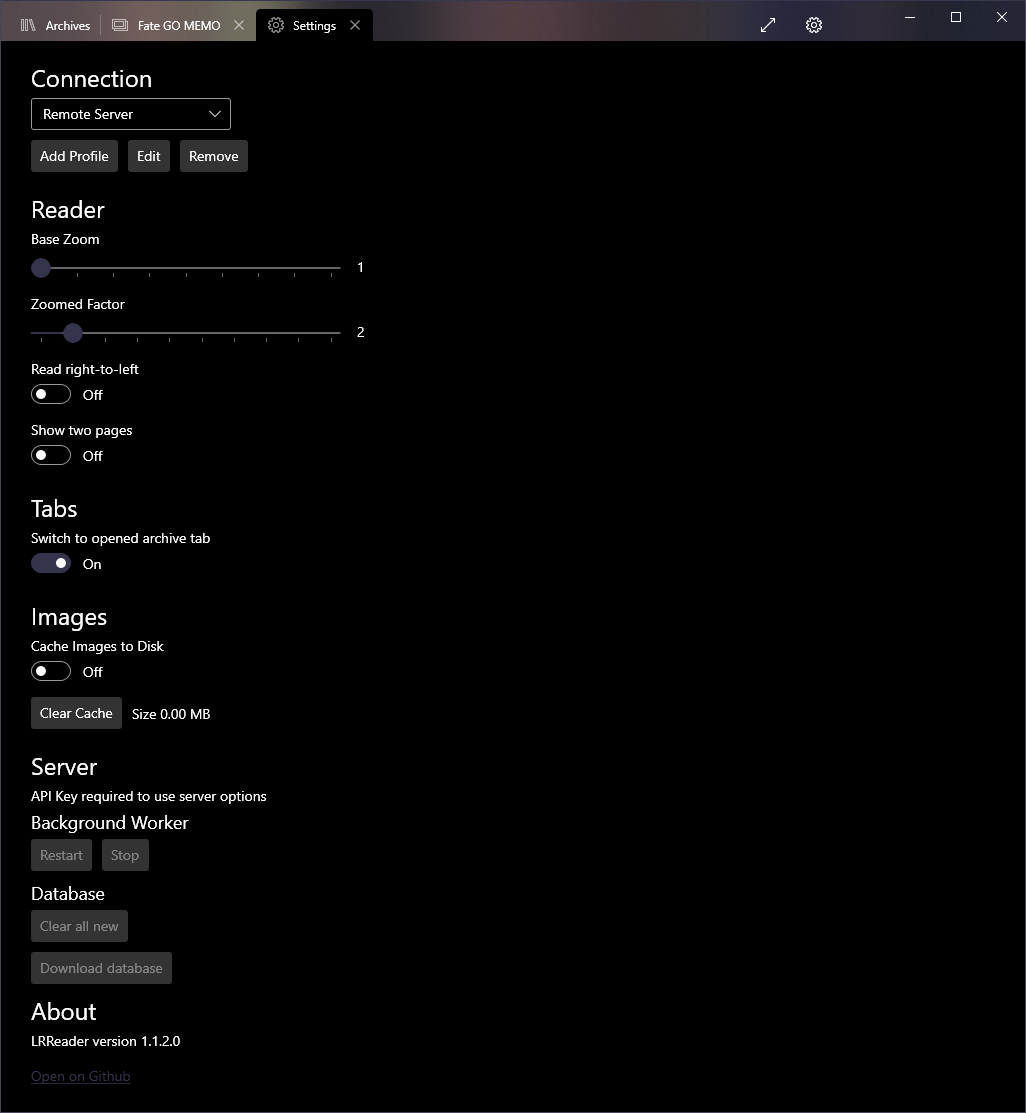 Archives Fate GO MEMO Settings
Connection
Remote Server
Add Profile Edit Remove
Reader
Base Zoom
1
Zoomed Factor
2
Read right-to-left
Off
Show two pages
Off
Tabs
Switch to opened archive tab
On
Images
Cache Images to Disk
Off
Clear Cache Size 0.00 MB
Server
API Key required to use server options
Background Worker
Restart Stop
Database
Clear all new
Download database
About
LRReader version 1.1.2.0
Open on Github